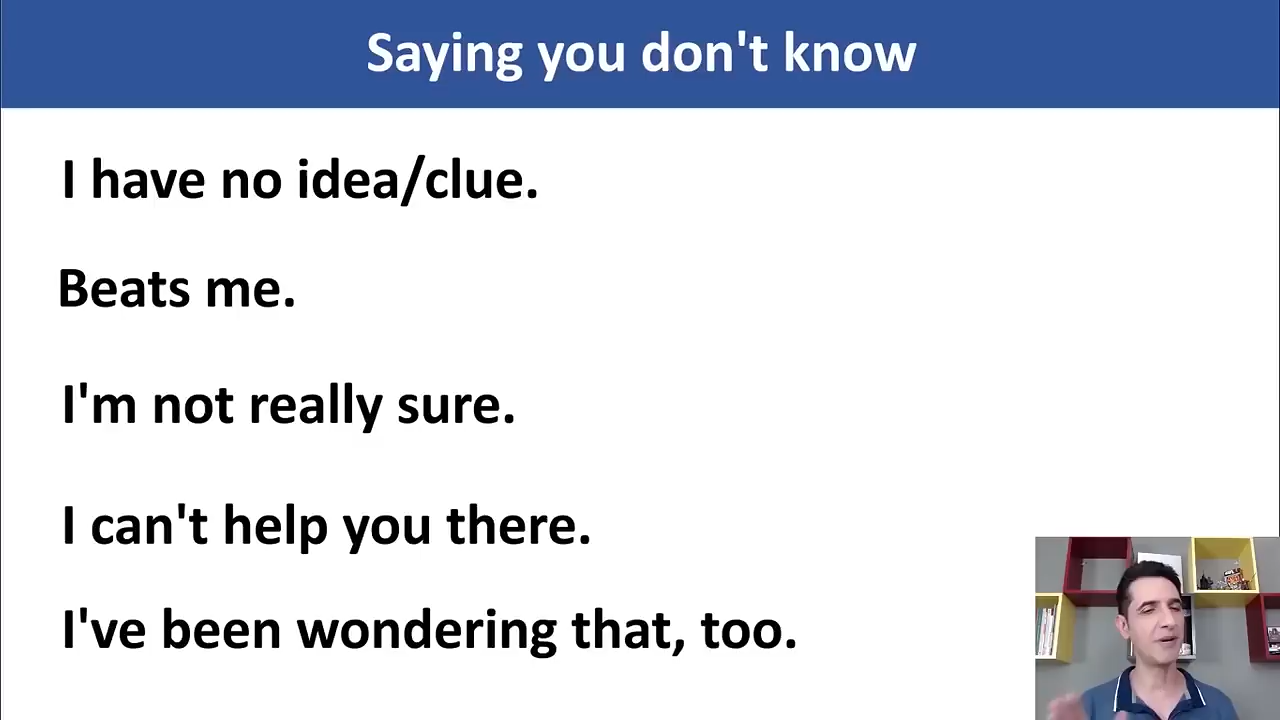 Saying you don't know
I have no idea/clue.
Beats me.
I'm not really sure.
I can't help you there.
I've been wondering that, too.